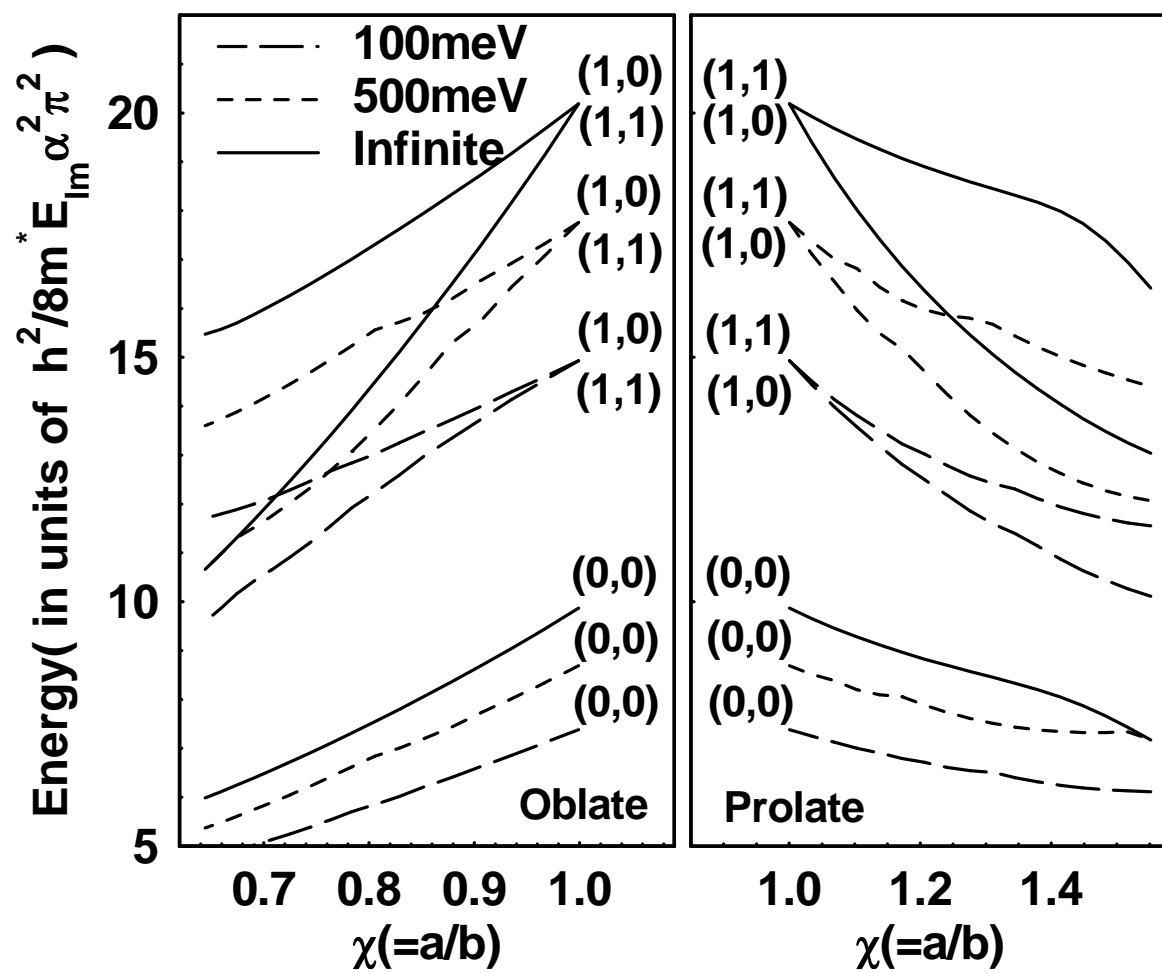 Energy( in units of h²/8m* E_lm α²π²)
100meV
500meV
Infinite
20
15
10
5
(1,0)
(1,1)
(1,0)
(1,1)
(1,0)
(1,1)
(0,0)
(0,0)
(0,0)
Oblate
0.7 0.8 0.9 1.0
χ(=a/b)
(1,1)
(1,0)
(1,1)
(1,0)
(1,1)
(1,0)
(0,0)
(0,0)
(0,0)
Prolate
1.0 1.2 1.4
χ(=a/b)